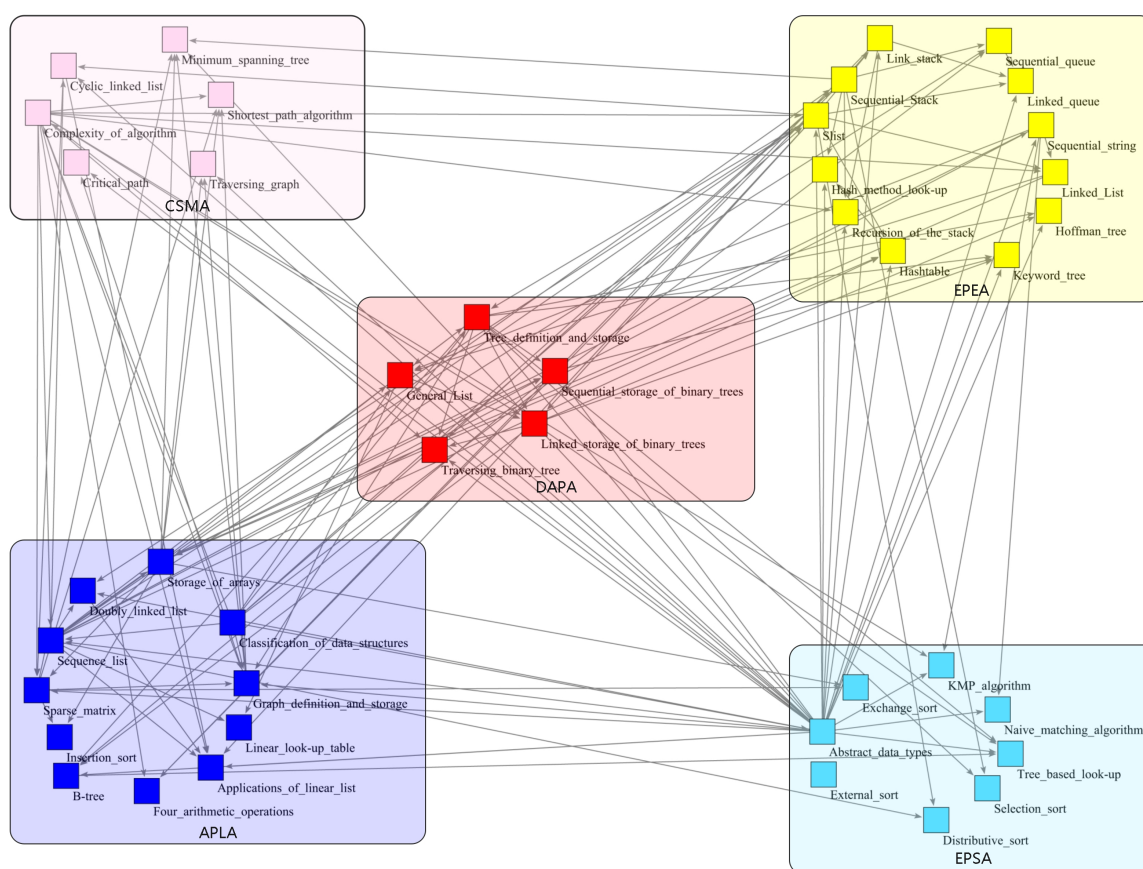 Minimum_spanning_tree
Cyclic_linked_list
Shortest_path_algorithm
Complexity_of_algorithm
Critical_path
Traversing_graph
CSMA
Link_stack
Sequential_queue
Sequential_Stack
Linked_queue
Slist
Sequential_string
Hash_method_look-up
Linked_List
Recursion_of_the_stack
Hoffman_tree
Hashtable
Keyword_tree
EPEA
Tree_definition_and_storage
General_List
Sequential_storage_of_binary_trees
Linked_storage_of_binary_trees
Traversing_binary_tree
DAPA
Storage_of_arrays
Doubly_linked_list
Classification_of_data_structures
Sequence_list
Sparse_matrix
Graph_definition_and_storage
Insertion_sort
Linear_look-up_table
B-tree
Applications_of_linear_list
Four_arithmetic_operations
APLA
KMP_algorithm
Exchange_sort
Naive_matching_algorithm
Abstract_data_types
Tree_based_look-up
External_sort
Selection_sort
Distributive_sort
EPSA